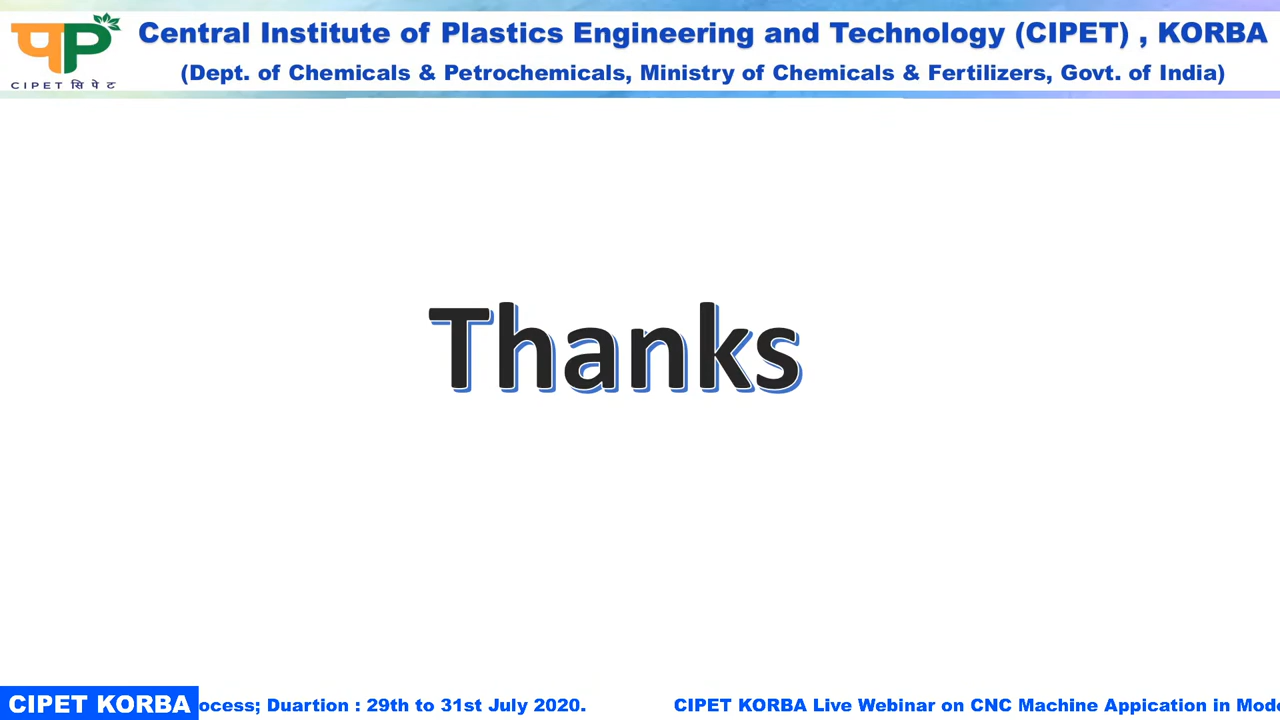 Central Institute of Plastics Engineering and Technology (CIPET) , KORBA
(Dept. of Chemicals & Petrochemicals, Ministry of Chemicals & Fertilizers, Govt. of India)
CIPET सिपेट
Thanks
CIPET KORBA ocess; Duartion : 29th to 31st July 2020. CIPET KORBA Live Webinar on CNC Machine Appication in Mode